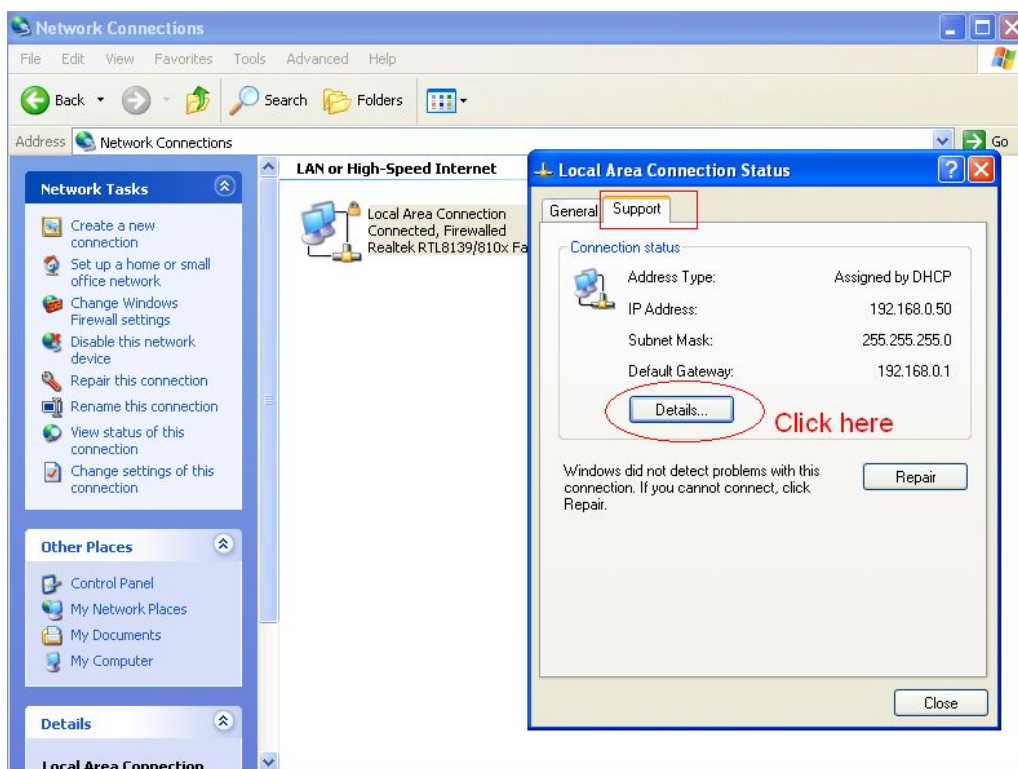 Network Connections
File Edit View Favorites Tools Advanced Help
Back Search Folders
Address Network Connections Go
Network Tasks
Create a new
connection
Set up a home or small
office network
Change Windows
Firewall settings
Disable this network
device
Repair this connection
Rename this connection
View status of this
connection
Change settings of this
connection
Other Places
Control Panel
My Network Places
My Documents
My Computer
Details
Local Area Connection
LAN or High-Speed Internet
Local Area Connection
Connected, Firewalled
Realtek RTL8139/810x Fa
Local Area Connection Status
General Support
Connection status
Address Type: Assigned by DHCP
IP Address: 192.168.0.50
Subnet Mask: 255.255.255.0
Default Gateway: 192.168.0.1
Details...
Click here
Windows did not detect problems with this
connection. If you cannot connect, click
Repair.
Repair
Close